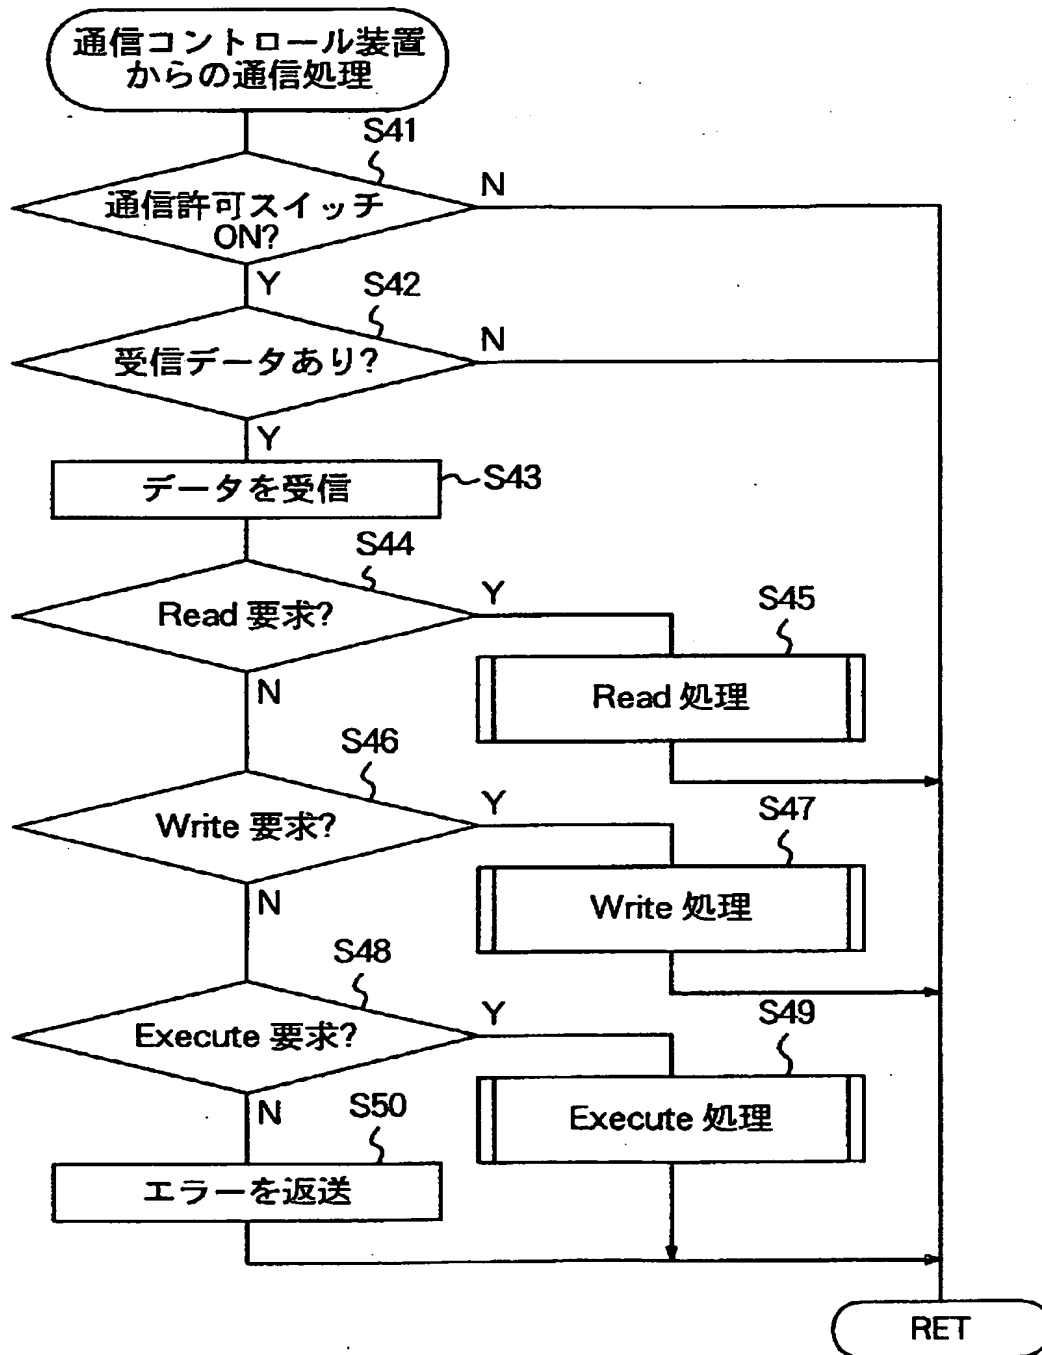 通信コントロール装置
からの通信処理
S41
通信許可スイッチ
ON?
N
Y
S42
受信データあり?
N
Y
データを受信
S43
S44
Read 要求?
Y
N
S45
Read 処理
S46
Write 要求?
Y
N
S47
Write 処理
S48
Execute 要求?
Y
N
S49
Execute 処理
S50
エラーを返送
RET